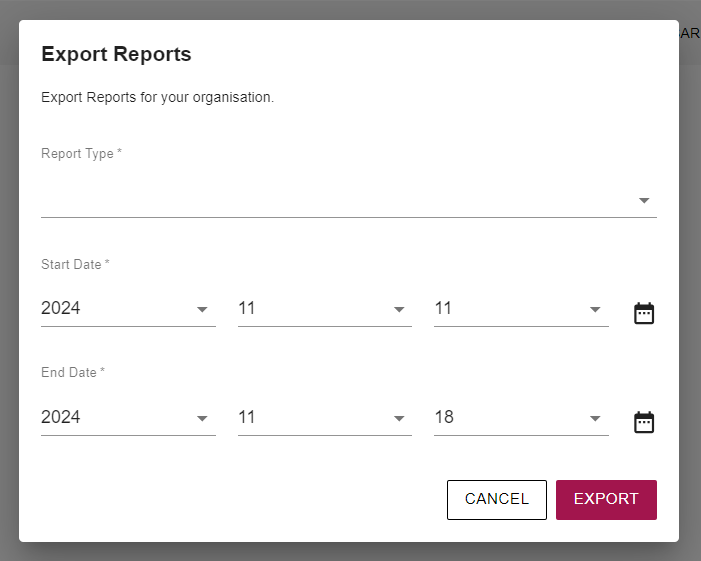 Export Reports
Export Reports for your organisation.
Report Type *
Start Date *
2024 11 11
End Date *
2024 11 18
CANCEL EXPORT